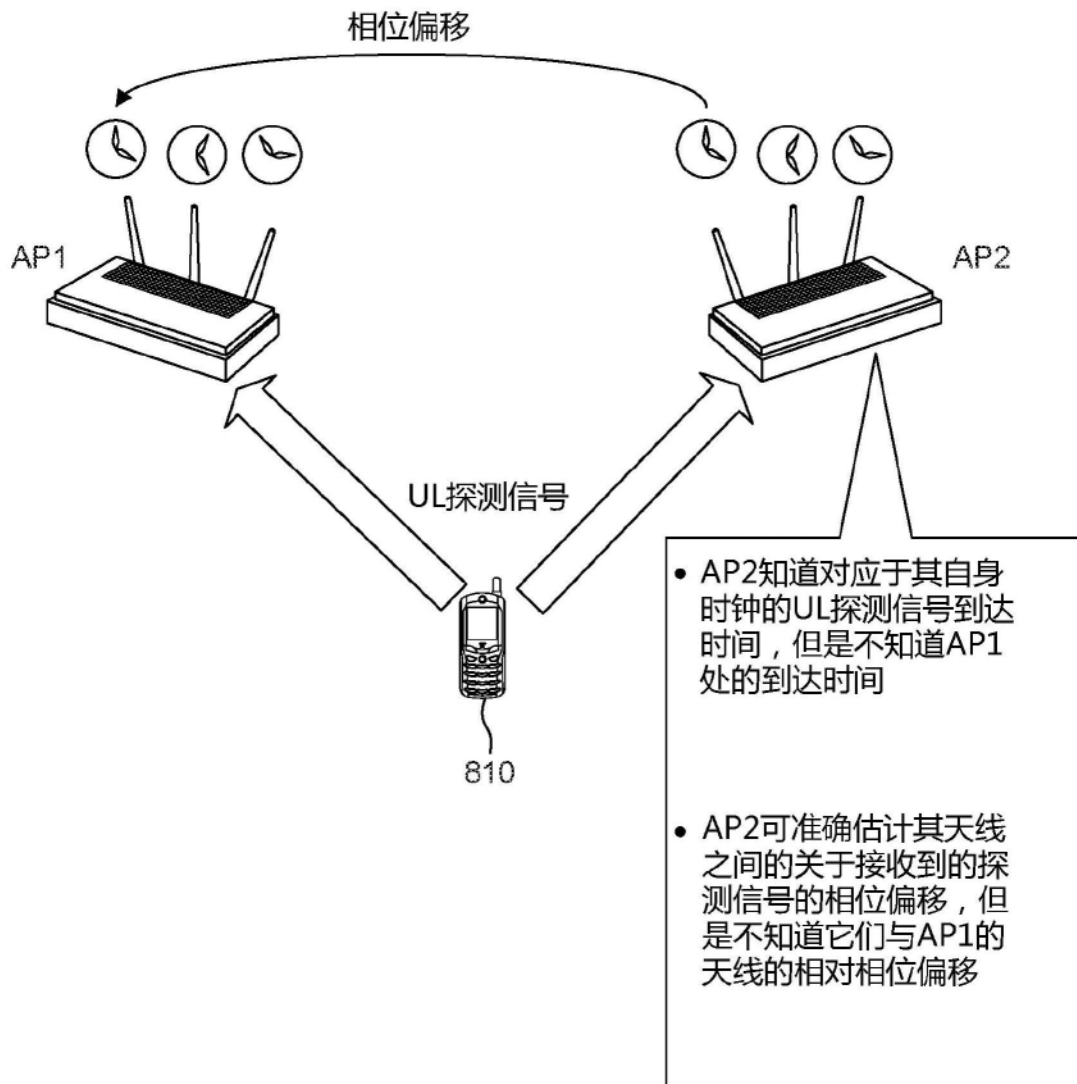 相位偏移
AP1
AP2
UL探测信号
810
• AP2知道对应于其自身
时钟的UL探测信号到达
时间，但是不知道AP1
处的到达时间
• AP2可准确估计其天线
之间的关于接收到的探
测信号的相位偏移，但
是不知道它们与AP1的
天线的相对相位偏移